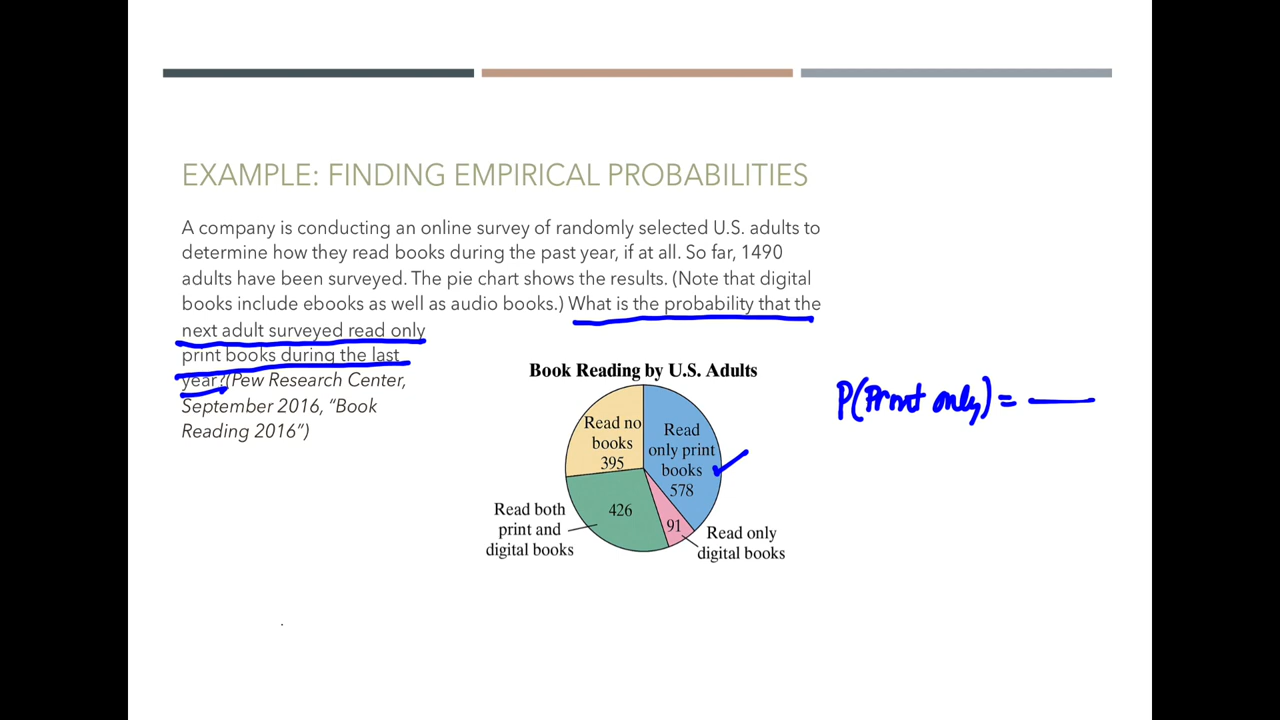 EXAMPLE: FINDING EMPIRICAL PROBABILITIES
A company is conducting an online survey of randomly selected U.S. adults to
determine how they read books during the past year, if at all. So far, 1490
adults have been surveyed. The pie chart shows the results. (Note that digital
books include ebooks as well as audio books.) What is the probability that the
next adult surveyed read only
print books during the last
year? (Pew Research Center,
September 2016, “Book
Reading 2016”)
Book Reading by U.S. Adults
Read no
books
395
Read
only print
books
578
P(Print only) =
426
91
Read both
print and
digital books
Read only
digital books